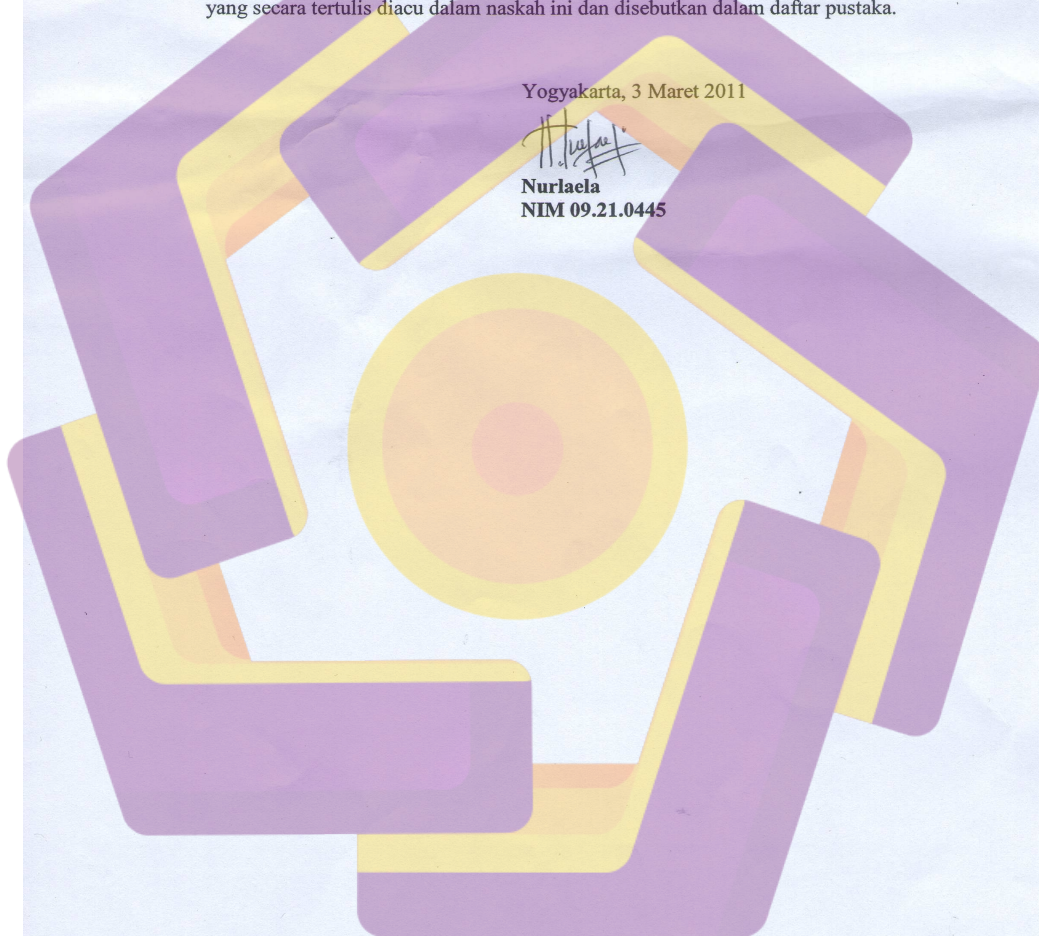 yang secara tertulis diacu dalam naskah ini dan disebutkan dalam daftar pustaka.
Yogyakarta, 3 Maret 2011
Nurlaela
NIM 09.21.0445